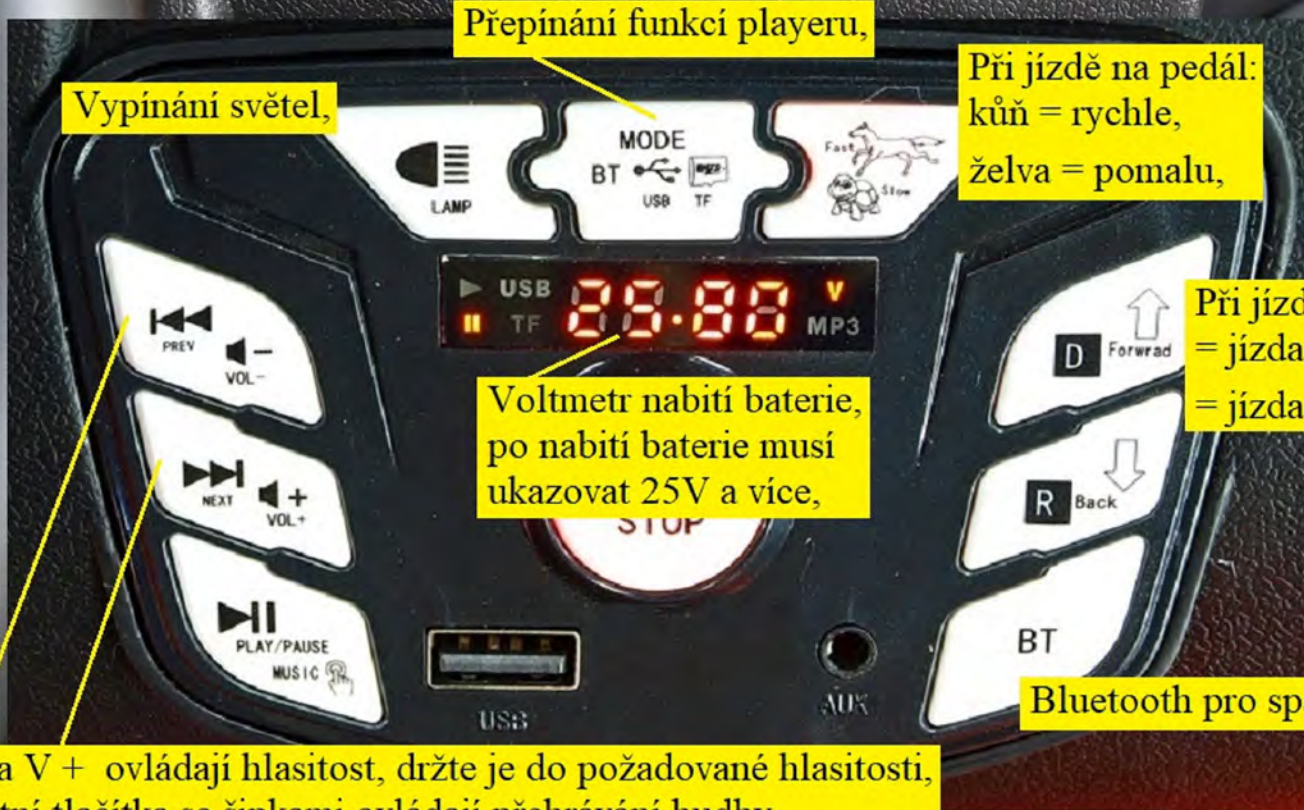 Přepínání funkcí playeru,
Vypínání světel,
Při jízdě na pedál:
kůň = rychle,
želva = pomalu,
LAMP
MODE
BT
USB TF
Fast
Slow
USB
TF
25.80
V
MP3
PREV
VOL-
D Forwrad
Při
= jízda
= jízda
Voltmetr nabití baterie,
po nabití baterie musí
ukazovat 25V a více,
NEXT
VOL+
R Back
STOP
PLAY/PAUSE
MUSIC
USB
AUX
BT
Bluetooth pro
a V + ovládají hlasitost, držte je do požadované hlasitosti,